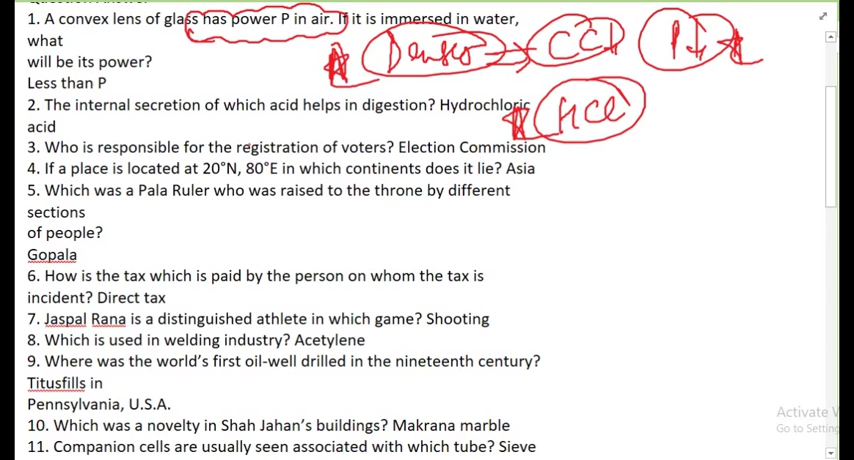 1. A convex lens of glass has power P in air. If it is immersed in water,
what
will be its power?
Less than P
2. The internal secretion of which acid helps in digestion? Hydrochloric
acid
HCl
3. Who is responsible for the registration of voters? Election Commission
4. If a place is located at 20°N, 80°E in which continents does it lie? Asia
5. Which was a Pala Ruler who was raised to the throne by different
sections
of people?
Gopala
6. How is the tax which is paid by the person on whom the tax is
incident? Direct tax
7. Jaspal Rana is a distinguished athlete in which game? Shooting
8. Which is used in welding industry? Acetylene
9. Where was the world's first oil-well drilled in the nineteenth century?
Titusfills in
Pennsylvania, U.S.A.
10. Which was a novelty in Shah Jahan's buildings? Makrana marble
11. Companion cells are usually seen associated with which tube? Sieve
Activate
Go to Setting